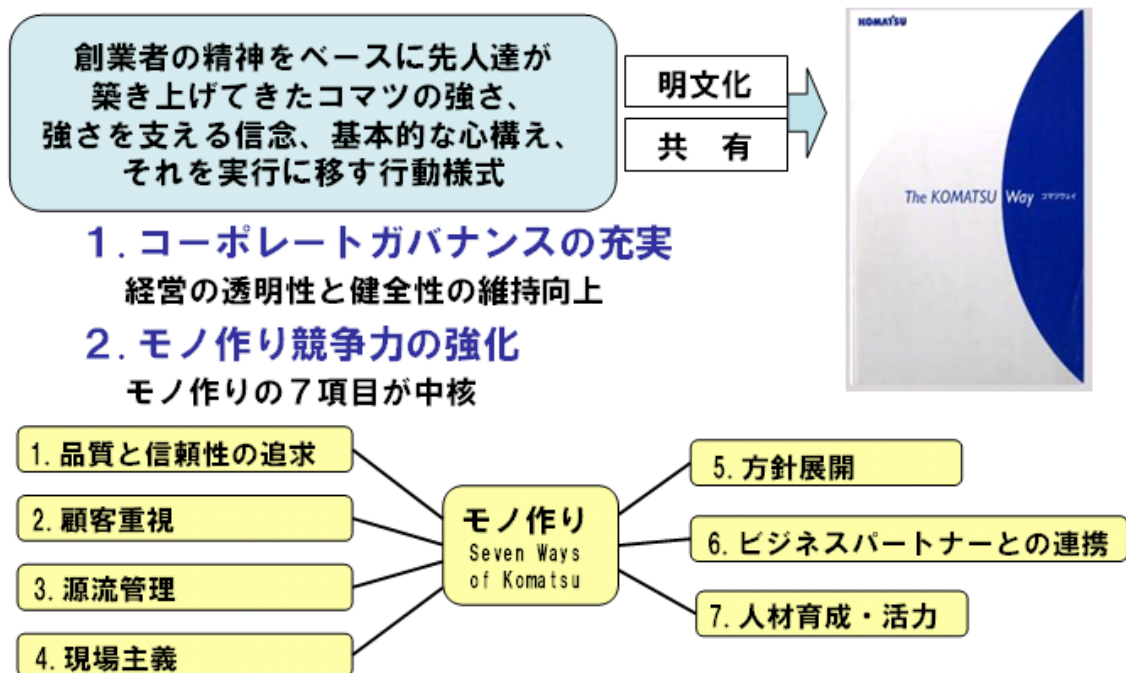 創業者の精神をベースに先人達が
築き上げてきたコマツの強さ、
強さを支える信念、基本的な心構え、
それを実行に移す行動様式
明文化
共 有
KOMATSU
The KOMATSU Way コマツウェイ
1. コーポレートガバナンスの充実
経営の透明性と健全性の維持向上
2. モノ作り競争力の強化
モノ作りの7項目が中核
1. 品質と信頼性の追求
2. 顧客重視
3. 源流管理
4. 現場主義
モノ作り
Seven Ways
of Komatsu
5. 方針展開
6. ビジネスパートナーとの連携
7. 人材育成・活力